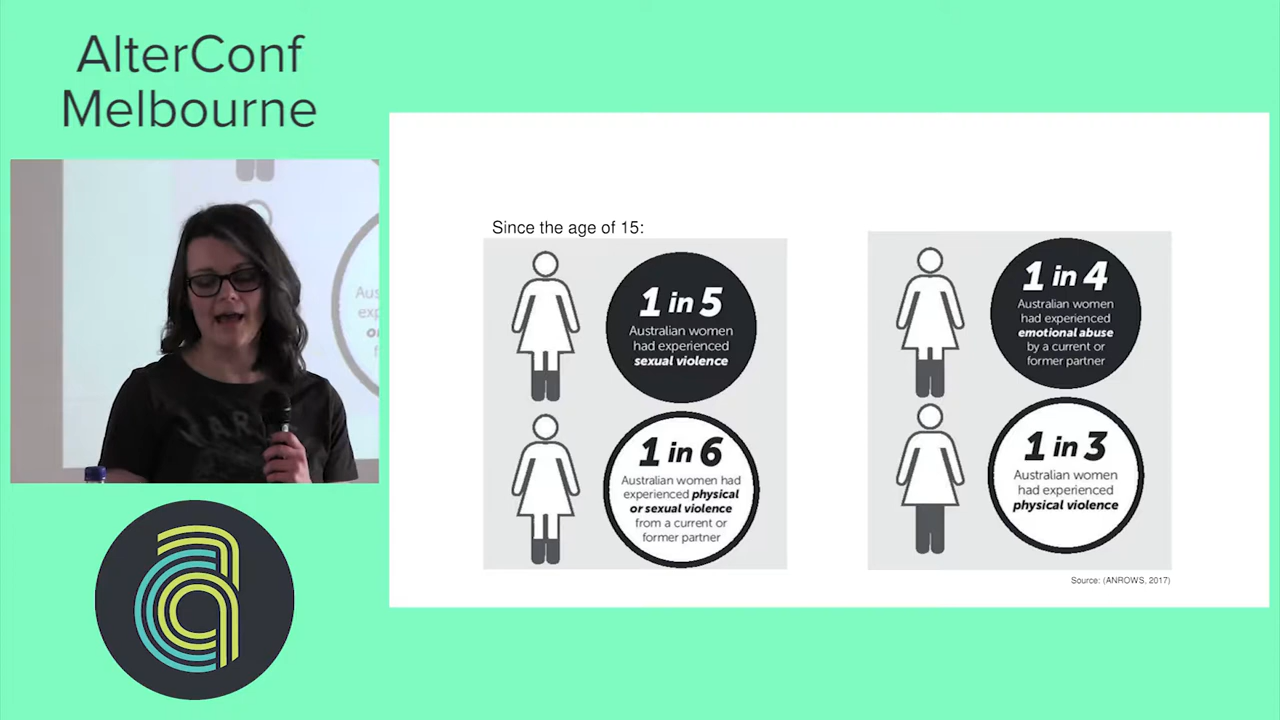 AlterConf
Melbourne
Since the age of 15:
1 in 5
Australian women
had experienced
sexual violence
1 in 6
Australian women had
experienced physical
or sexual violence
from a current or
former partner
1 in 4
Australian women
had experienced
emotional abuse
by a current or
former partner
1 in 3
Australian women
had experienced
physical violence
Source: (ANROWS, 2017)